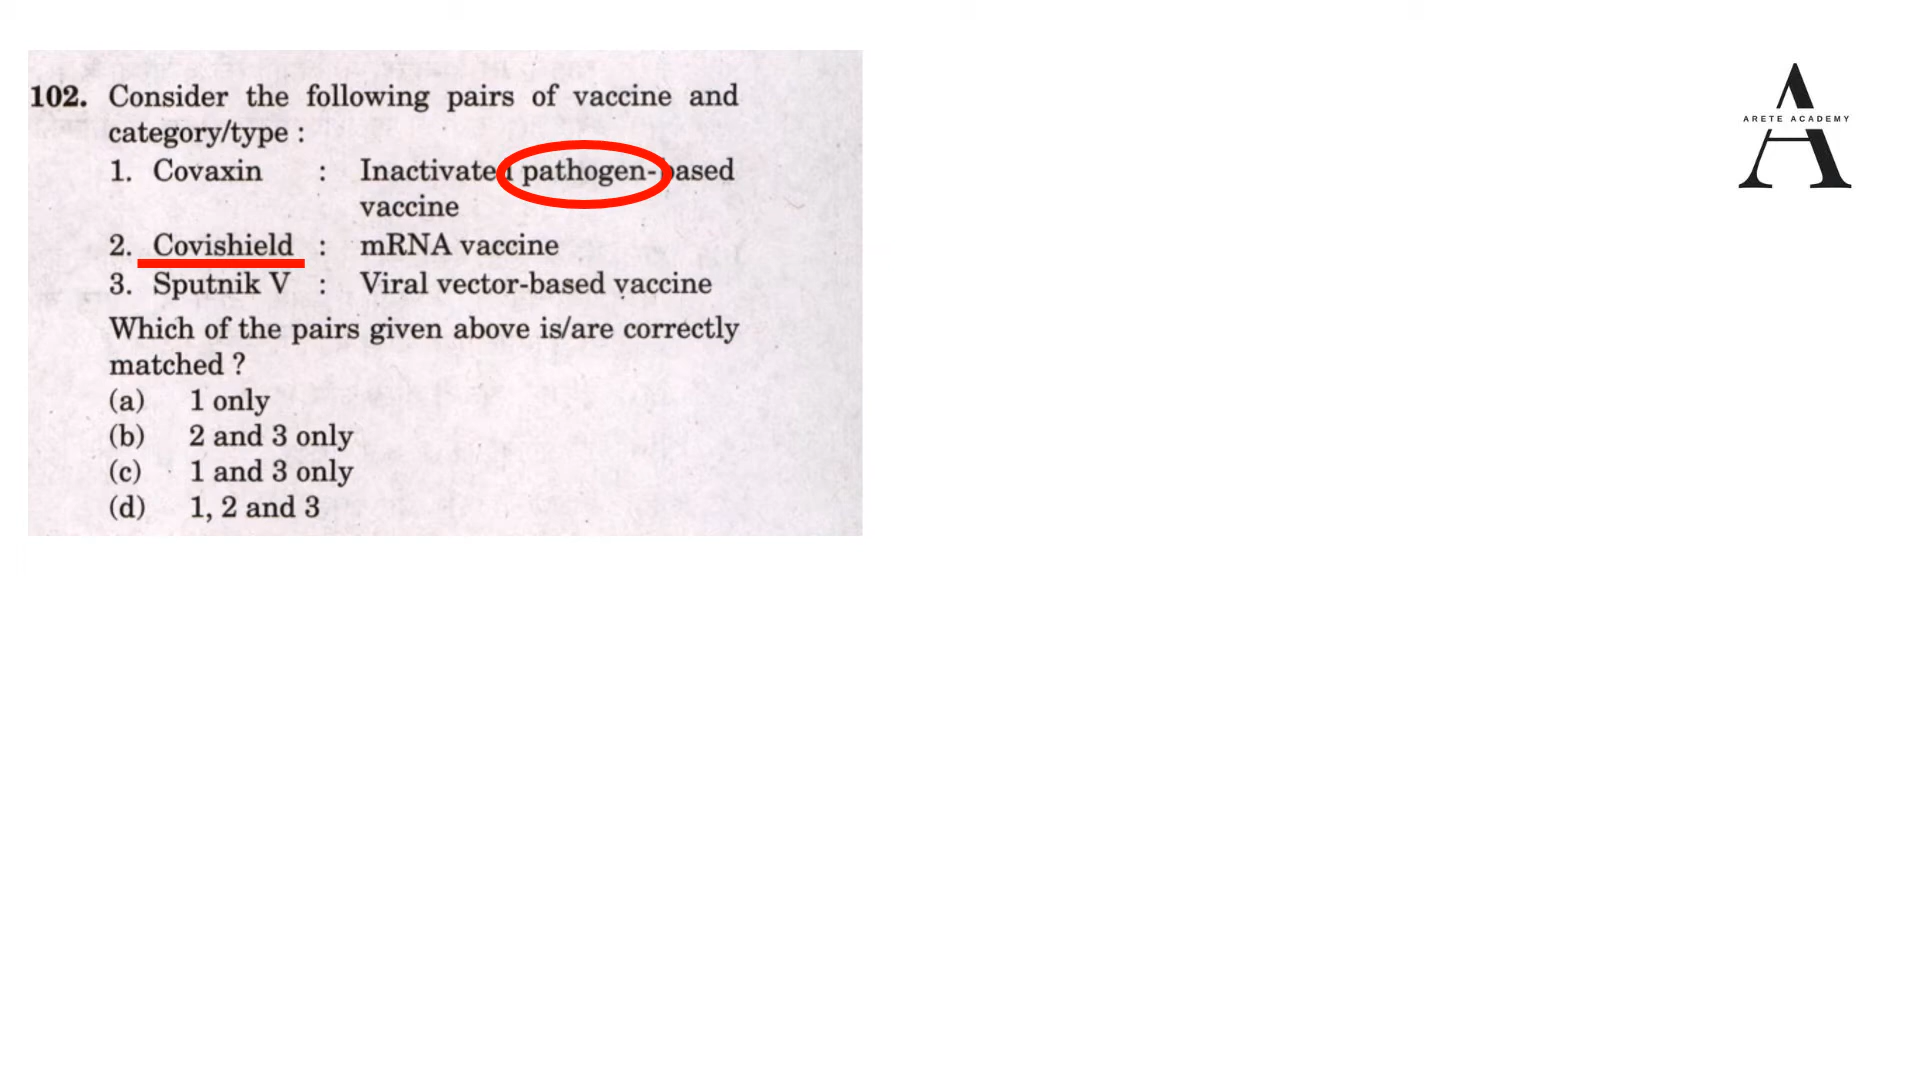 102. Consider the following pairs of vaccine and
category/type :
1. Covaxin : Inactivated pathogen-based
vaccine
2. Covishield : mRNA vaccine
3. Sputnik V : Viral vector-based vaccine
Which of the pairs given above is/are correctly
matched ?
(a) 1 only
(b) 2 and 3 only
(c) 1 and 3 only
(d) 1, 2 and 3
ARETE ACADEMY